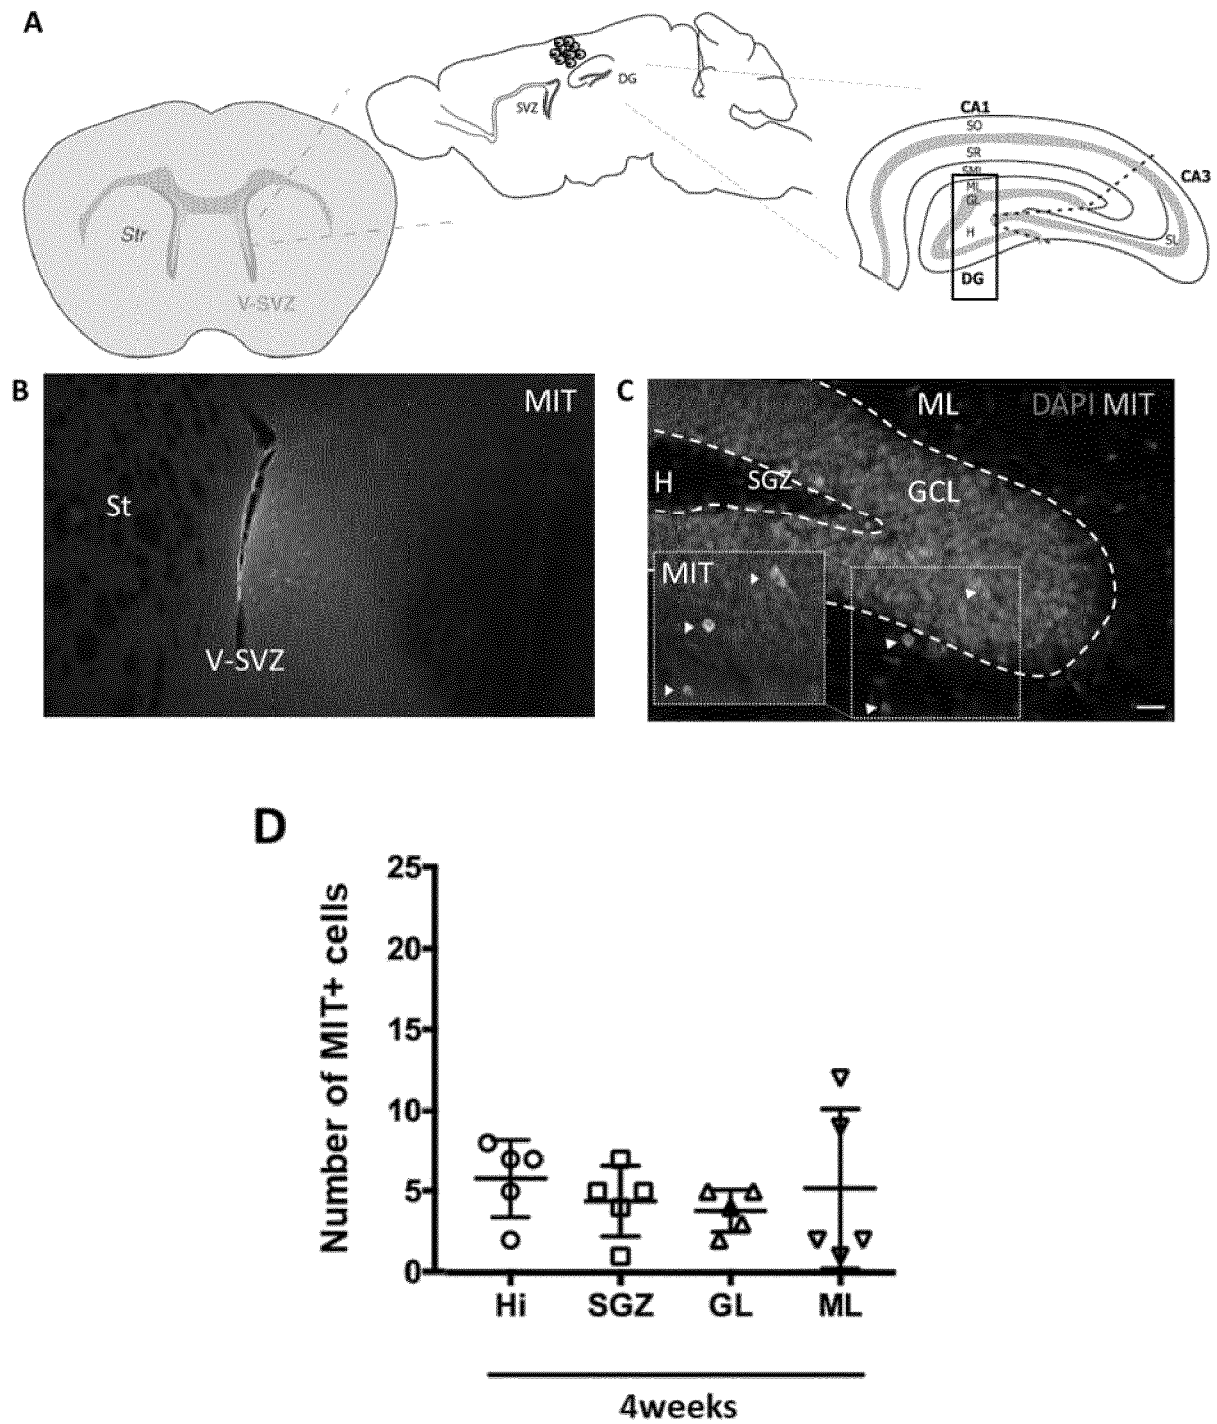 A
SVZ
DG
Str
V-SVZ
CA1
SO
SR
SML
ML
GL
H
DG
CA3
SL
B
MIT
St
V-SVZ
C
ML
DAPI MIT
H
SGZ
GCL
MIT
D
Number of MIT+ cells
25
20
15
10
5
0
Hi SGZ GL ML
4weeks